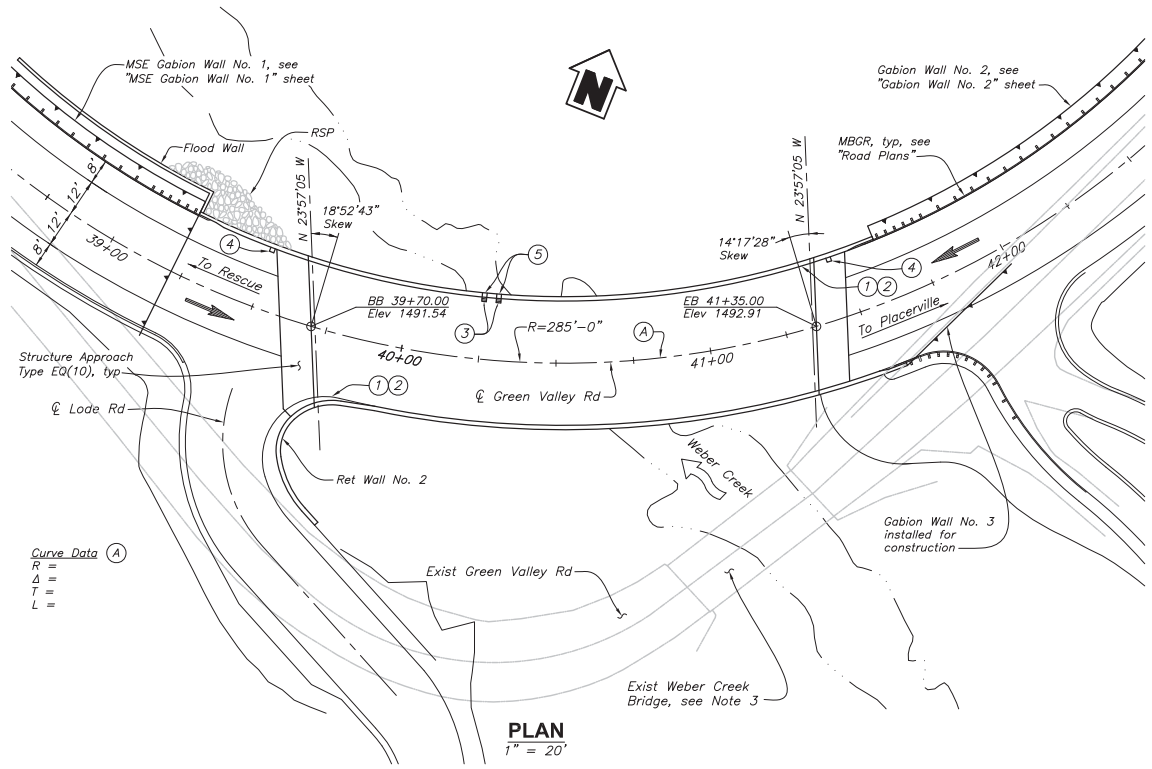 MSE Gabion Wall No. 1, see
"MSE Gabion Wall No. 1" sheet
Flood Wall
RSP
N
Gabion Wall No. 2, see
"Gabion Wall No. 2" sheet
MBGR, typ, see
"Road Plans"
8'
12'
12'
8'
39+00
N 23°57'05 W
18°52'43"
Skew
N 23°57'05 W
14°17'28"
Skew
4
5
4
1 2
42+00
To Rescue
BB 39+70.00
Elev 1491.54
3
R=285'-0"
A
EB 41+35.00
Elev 1492.91
To Placerville
40+00
41+00
Structure Approach
Type EQ(10), typ
1 2
℄ Green Valley Rd
℄ Lode Rd
Weber Creek
Ret Wall No. 2
Gabion Wall No. 3
installed for
construction
Curve Data A
R =
Δ =
T =
L =
Exist Green Valley Rd
Exist Weber Creek
Bridge, see Note 3
PLAN
1" = 20'